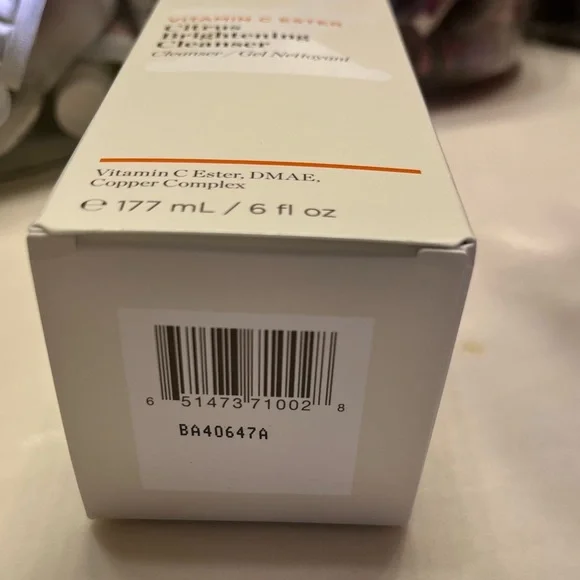 VITAMIN C ESTER
Citrus
Brightening
Cleanser
Cleanser / Gel Nettoyant
Vitamin C Ester, DMAE,
Copper Complex
℮ 177 mL / 6 fl oz
6 51473 71002 8
BA40647A